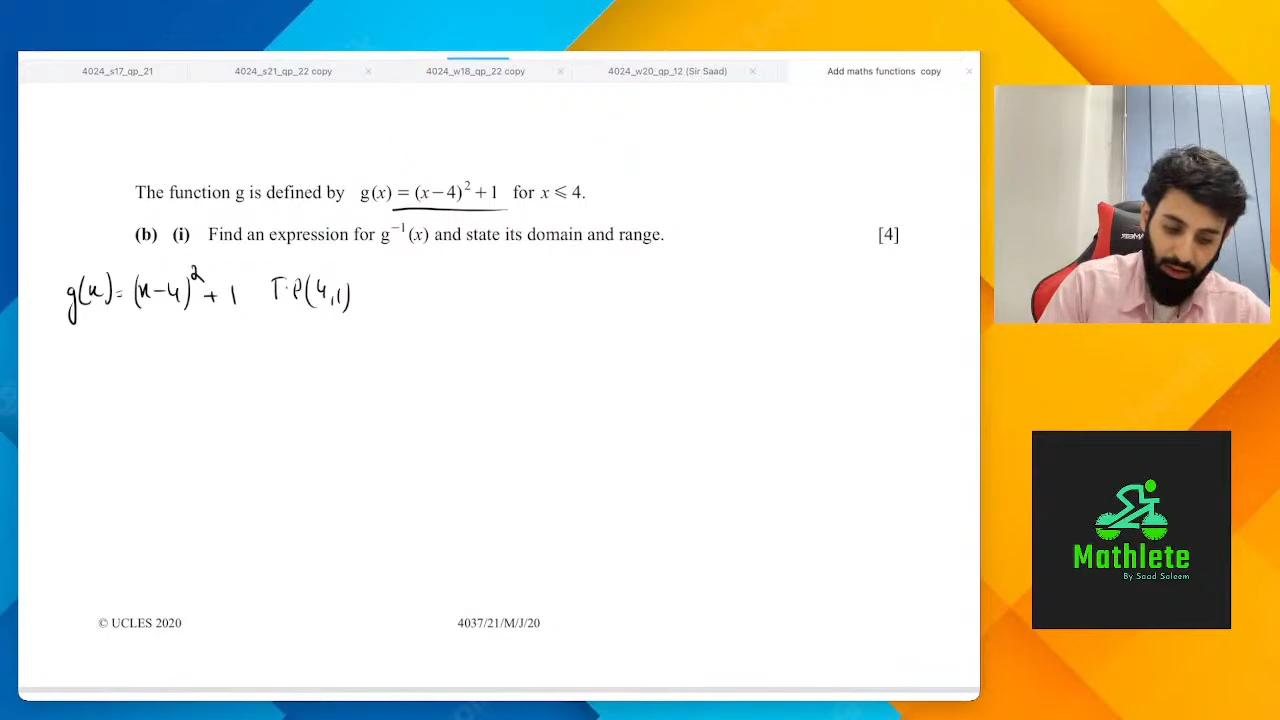 4024_s17_qp_21 4024_s21_qp_22 copy × 4024_w18_qp_22 copy × 4024_w20_qp_12 (Sir Saad) × Add maths functions copy ×
The function g is defined by g(x) = (x−4)² + 1 for x ⩽ 4.
(b) (i) Find an expression for g⁻¹(x) and state its domain and range. [4]
g(x) = (x-4)² + 1 T.P(4,1)
© UCLES 2020 4037/21/M/J/20
Mathlete
By Saad Saleem